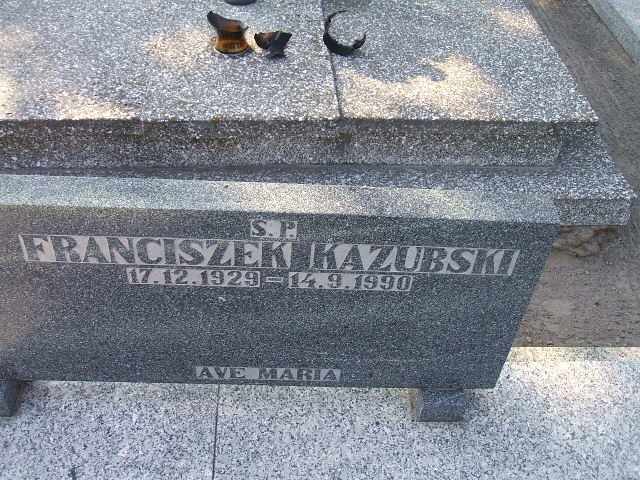 Ś.P.
FRANCISZEK KAZUBSKI
17.12.1929 – 14.9.1990
AVE MARIA